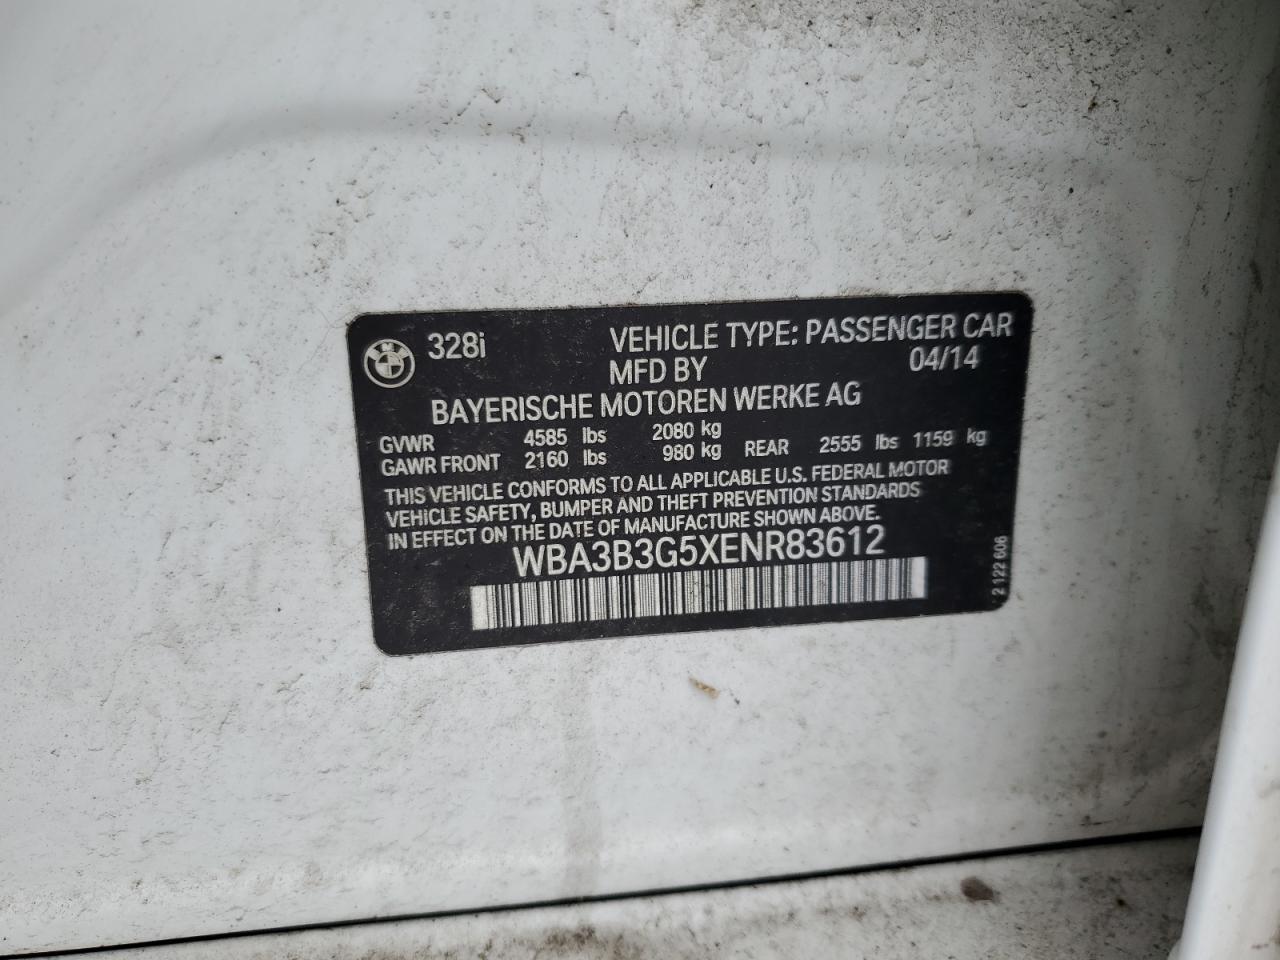 328i VEHICLE TYPE: PASSENGER CAR
MFD BY 04/14
BAYERISCHE MOTOREN WERKE AG
GVWR 4585 lbs 2080 kg
GAWR FRONT 2160 lbs 980 kg REAR 2555 lbs 1159 kg
THIS VEHICLE CONFORMS TO ALL APPLICABLE U.S. FEDERAL MOTOR
VEHICLE SAFETY, BUMPER AND THEFT PREVENTION STANDARDS
IN EFFECT ON THE DATE OF MANUFACTURE SHOWN ABOVE.
WBA3B3G5XENR83612
2 122 606